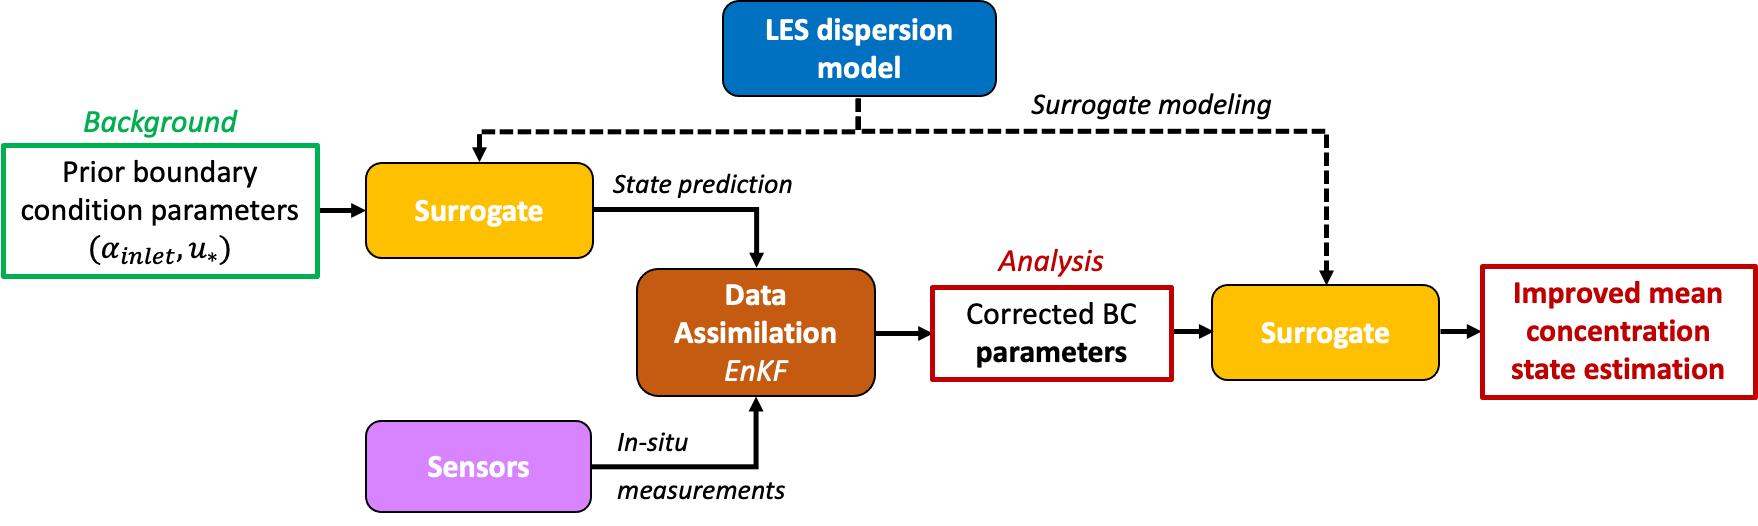 LES dispersion
model
Surrogate modeling
Background
Prior boundary
condition parameters
(α_inlet, u_*)
Surrogate
State prediction
Data
Assimilation
EnKF
Sensors
In-situ
measurements
Analysis
Corrected BC
parameters
Surrogate
Improved mean
concentration
state estimation